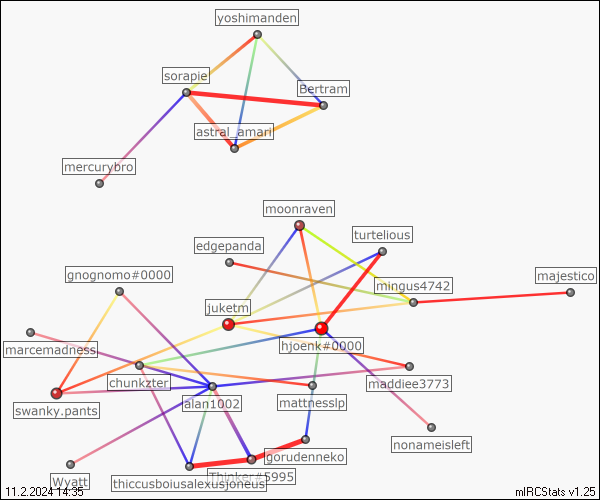 yoshimanden
sorapie
Bertram
astral_amari
mercurybro
moonraven
turtelious
edgepanda
gnognomo#0000
majestico
mingus4742
juketm
hjoenk#0000
marcemadness
chunkzter
maddiee3773
alan1002
mattnesslp
swanky.pants
nonameisleft
gorudenneko
Wyatt
Thinker#5995
thiccusboiusalexusjoneus
11.2.2024 14:35
mIRCStats v1.25